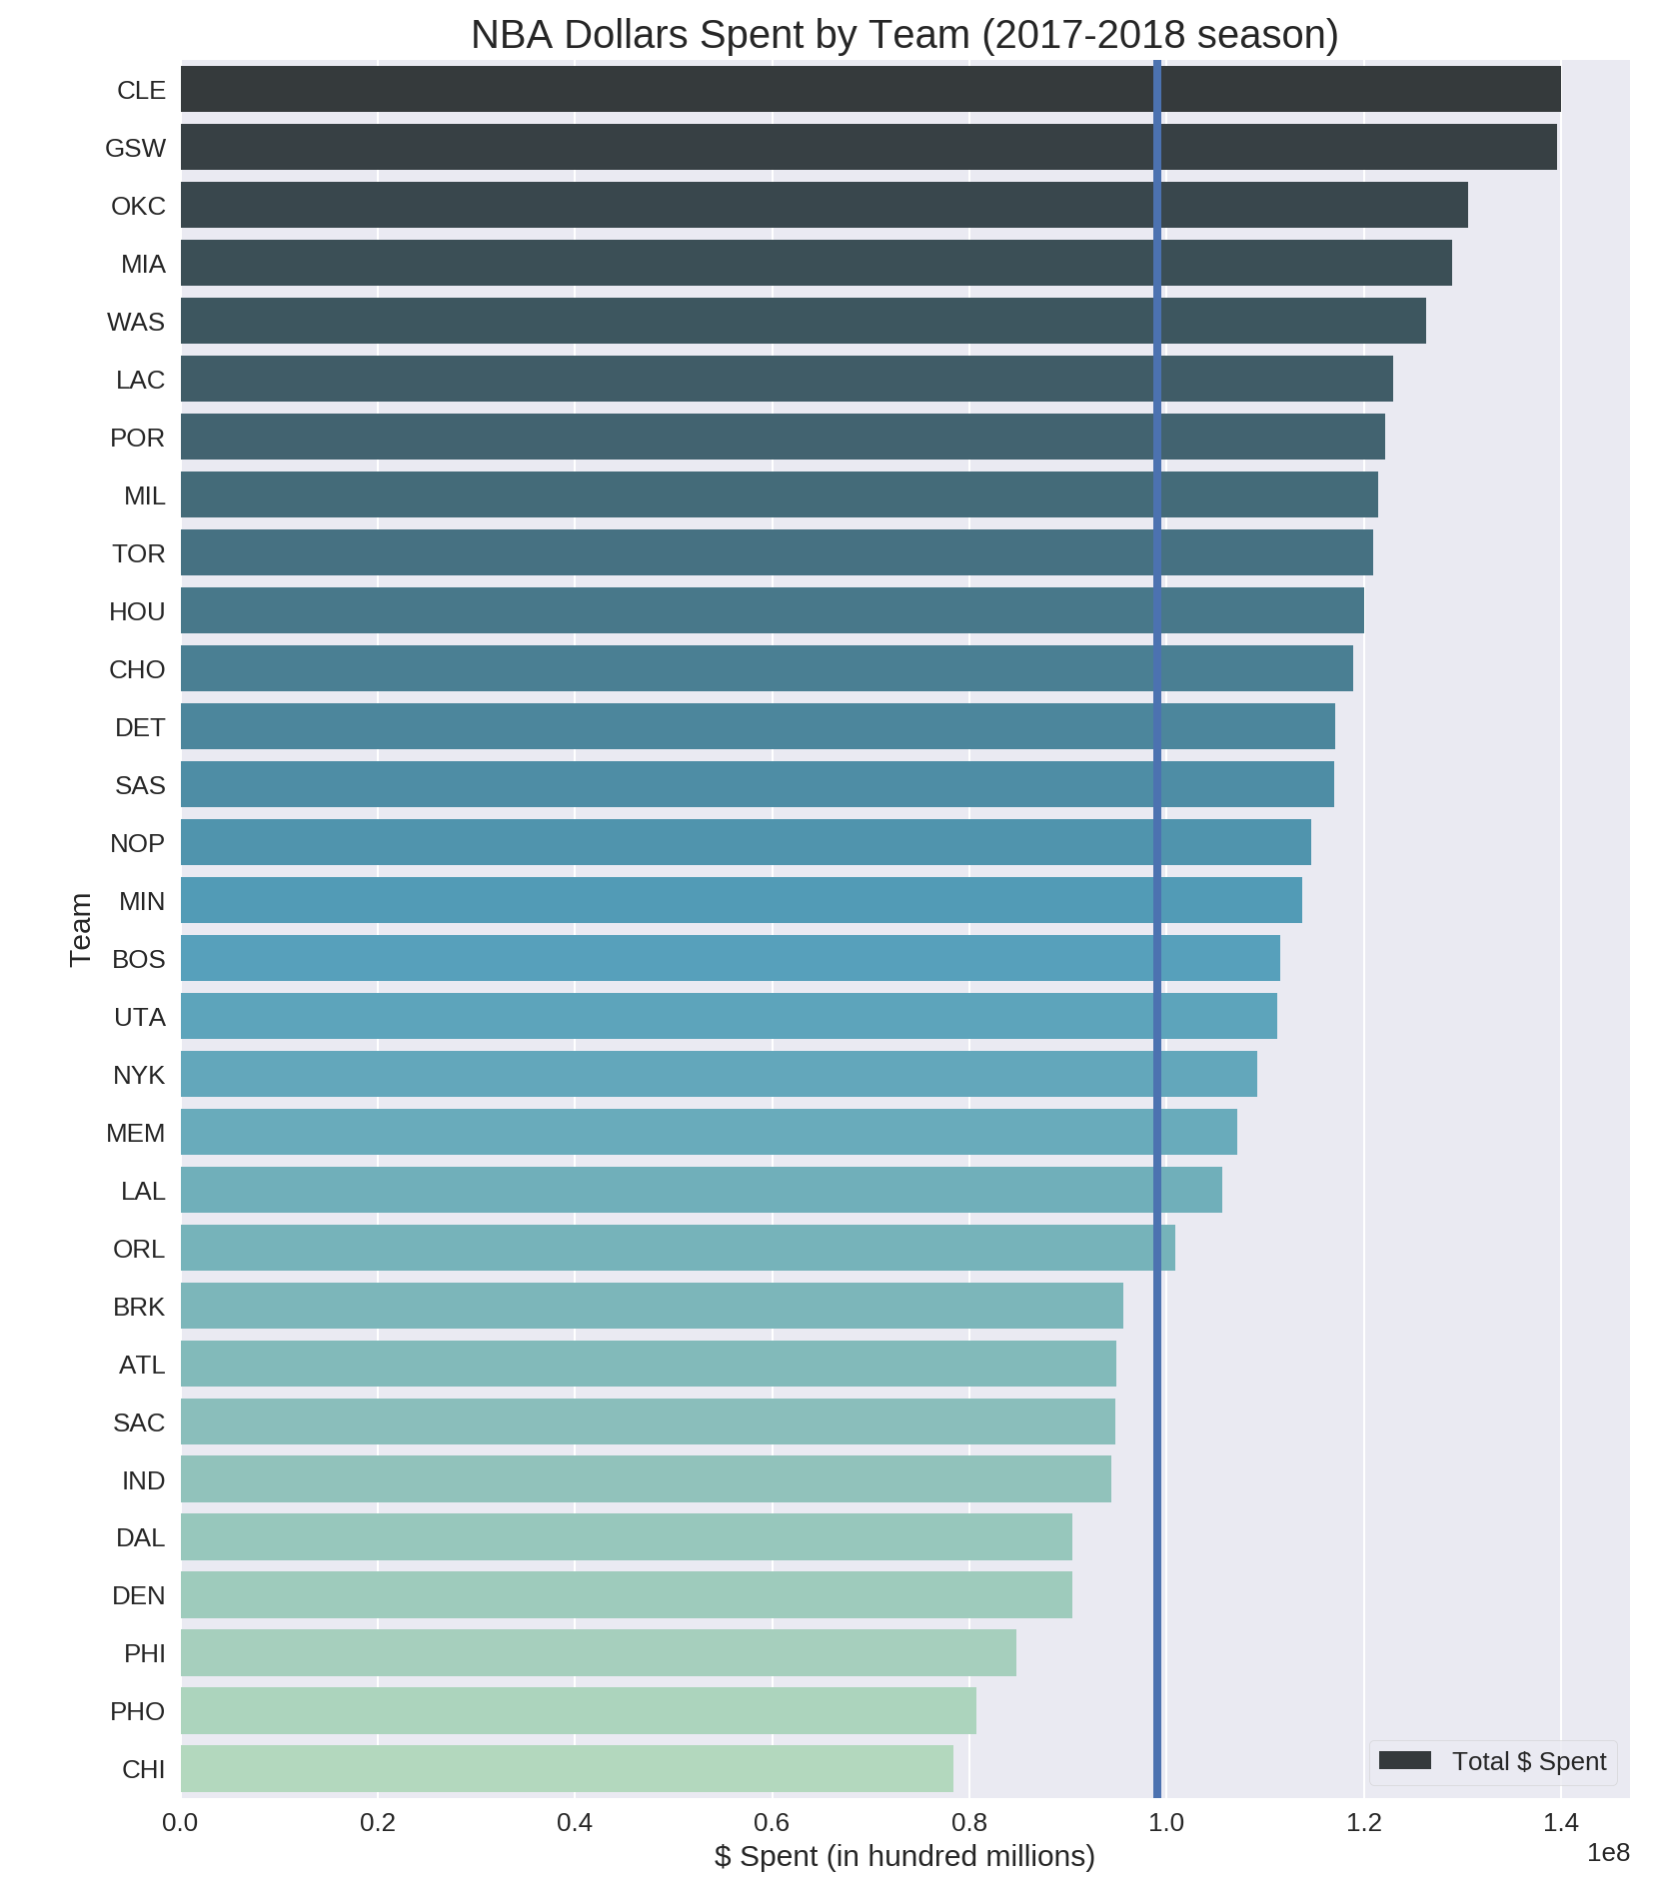 NBA Dollars Spent by Team (2017-2018 season)
CLE
GSW
OKC
MIA
WAS
LAC
POR
MIL
TOR
HOU
CHO
DET
SAS
NOP
MIN
BOS
UTA
NYK
MEM
LAL
ORL
BRK
ATL
SAC
IND
DAL
DEN
PHI
PHO
CHI
Team
Total $ Spent
0.0 0.2 0.4 0.6 0.8 1.0 1.2 1.4
1e8
$ Spent (in hundred millions)